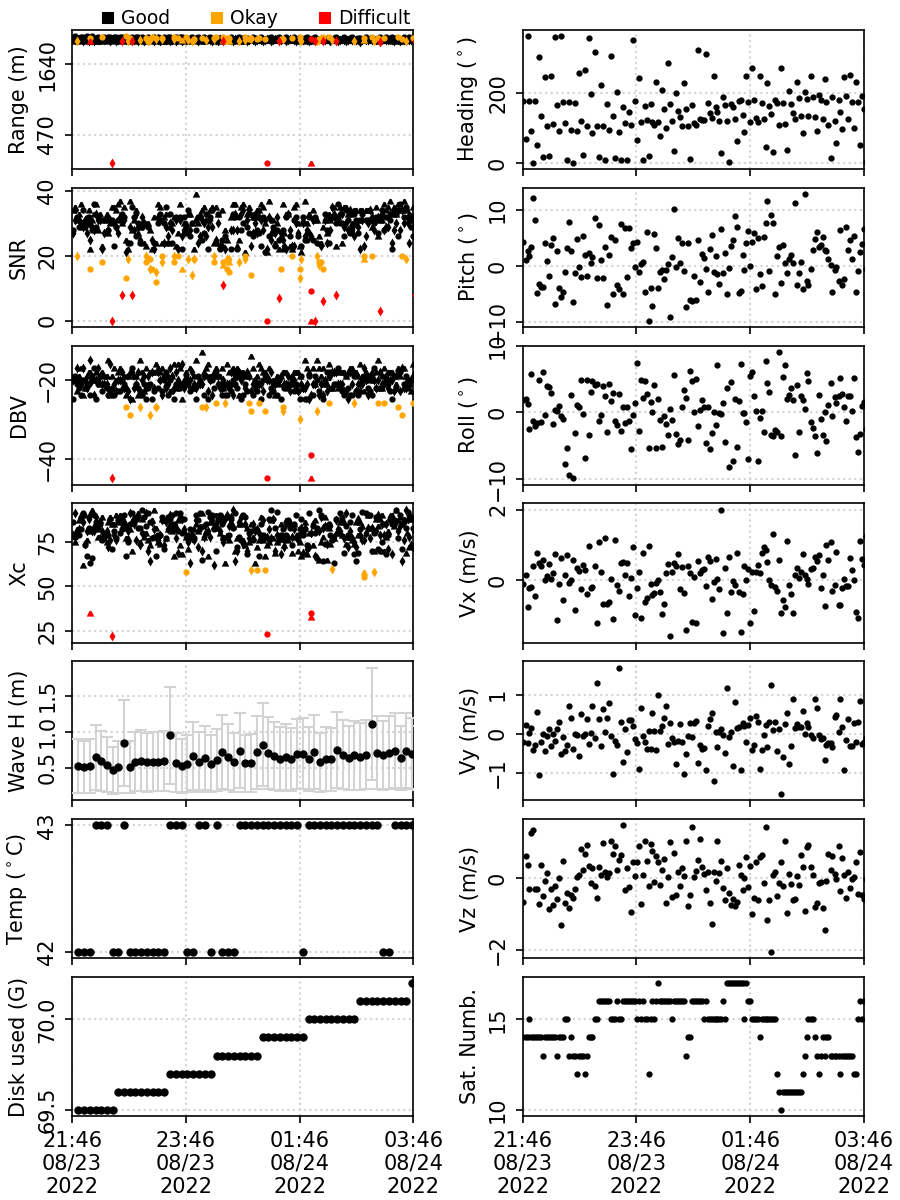 Good Okay Difficult
Range (m)
1640
470
Heading (°)
200
0
SNR
40
20
0
Pitch (°)
10
0
−10
DBV
−20
−40
Roll (°)
10
0
−10
Xc
75
50
25
Vx (m/s)
2
0
Wave H (m)
1.5
1.0
0.5
Vy (m/s)
1
0
−1
Temp (°C)
43
42
Vz (m/s)
0
−2
Disk used (G)
70.0
69.5
Sat. Numb.
15
10
21:46 23:46 01:46 03:46
08/23 08/23 08/24 08/24
2022 2022 2022 2022
21:46 23:46 01:46 03:46
08/23 08/23 08/24 08/24
2022 2022 2022 2022